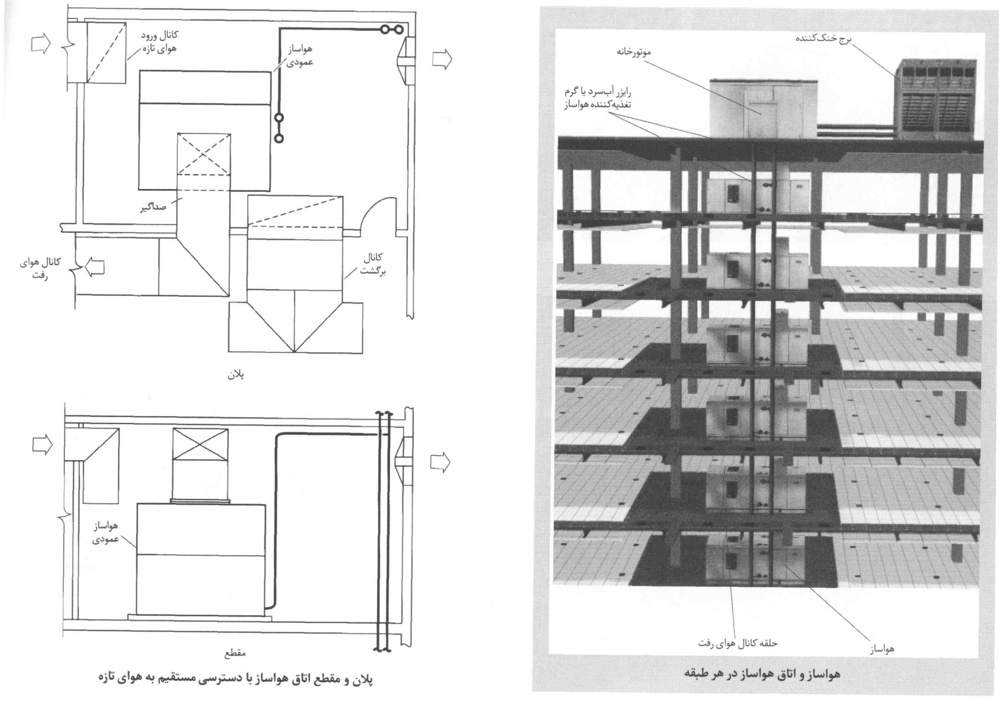 برج خنک‌کننده
موتورخانه
رایزر آب‌سرد یا گرم
تغذیه‌کننده هواساز
حلقه کانال هوای رفت
هواساز
هواساز و اتاق هواساز در هر طبقه
کانال ورود
هوای تازه
هواساز
عمودی
صداگیر
کانال هوای
رفت
کانال
برگشت
پلان
هواساز
عمودی
مقطع
پلان و مقطع اتاق هواساز با دسترسی مستقیم به هوای تازه